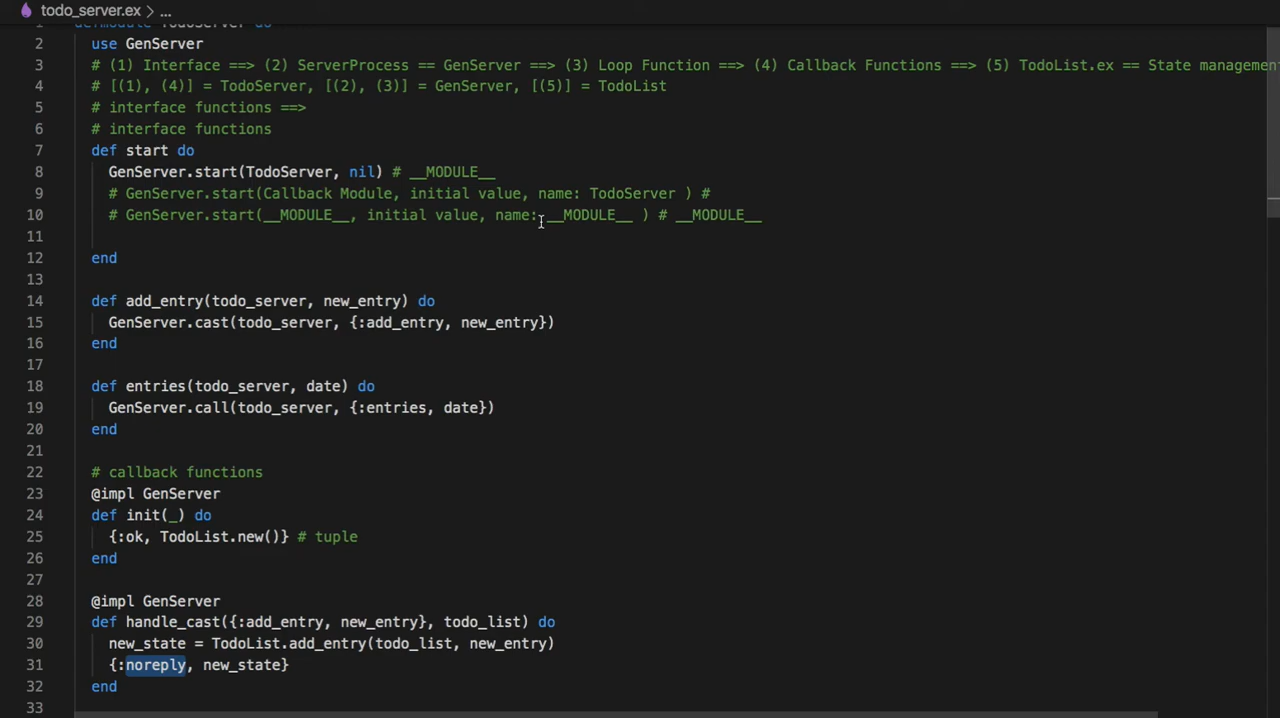 todo_server.ex > ...
1 defmodule TodoServer do
2 use GenServer
3 # (1) Interface ==> (2) ServerProcess == GenServer ==> (3) Loop Function ==> (4) Callback Functions ==> (5) TodoList.ex == State management
4 # [(1), (4)] = TodoServer, [(2), (3)] = GenServer, [(5)] = TodoList
5 # interface functions ==>
6 # interface functions
7 def start do
8 GenServer.start(TodoServer, nil) # __MODULE__
9 # GenServer.start(Callback Module, initial value, name: TodoServer ) #
10 # GenServer.start(__MODULE__, initial value, name: __MODULE__ ) # __MODULE__
11
12 end
13
14 def add_entry(todo_server, new_entry) do
15 GenServer.cast(todo_server, {:add_entry, new_entry})
16 end
17
18 def entries(todo_server, date) do
19 GenServer.call(todo_server, {:entries, date})
20 end
21
22 # callback functions
23 @impl GenServer
24 def init(_) do
25 {:ok, TodoList.new()} # tuple
26 end
27
28 @impl GenServer
29 def handle_cast({:add_entry, new_entry}, todo_list) do
30 new_state = TodoList.add_entry(todo_list, new_entry)
31 {:noreply, new_state}
32 end
33